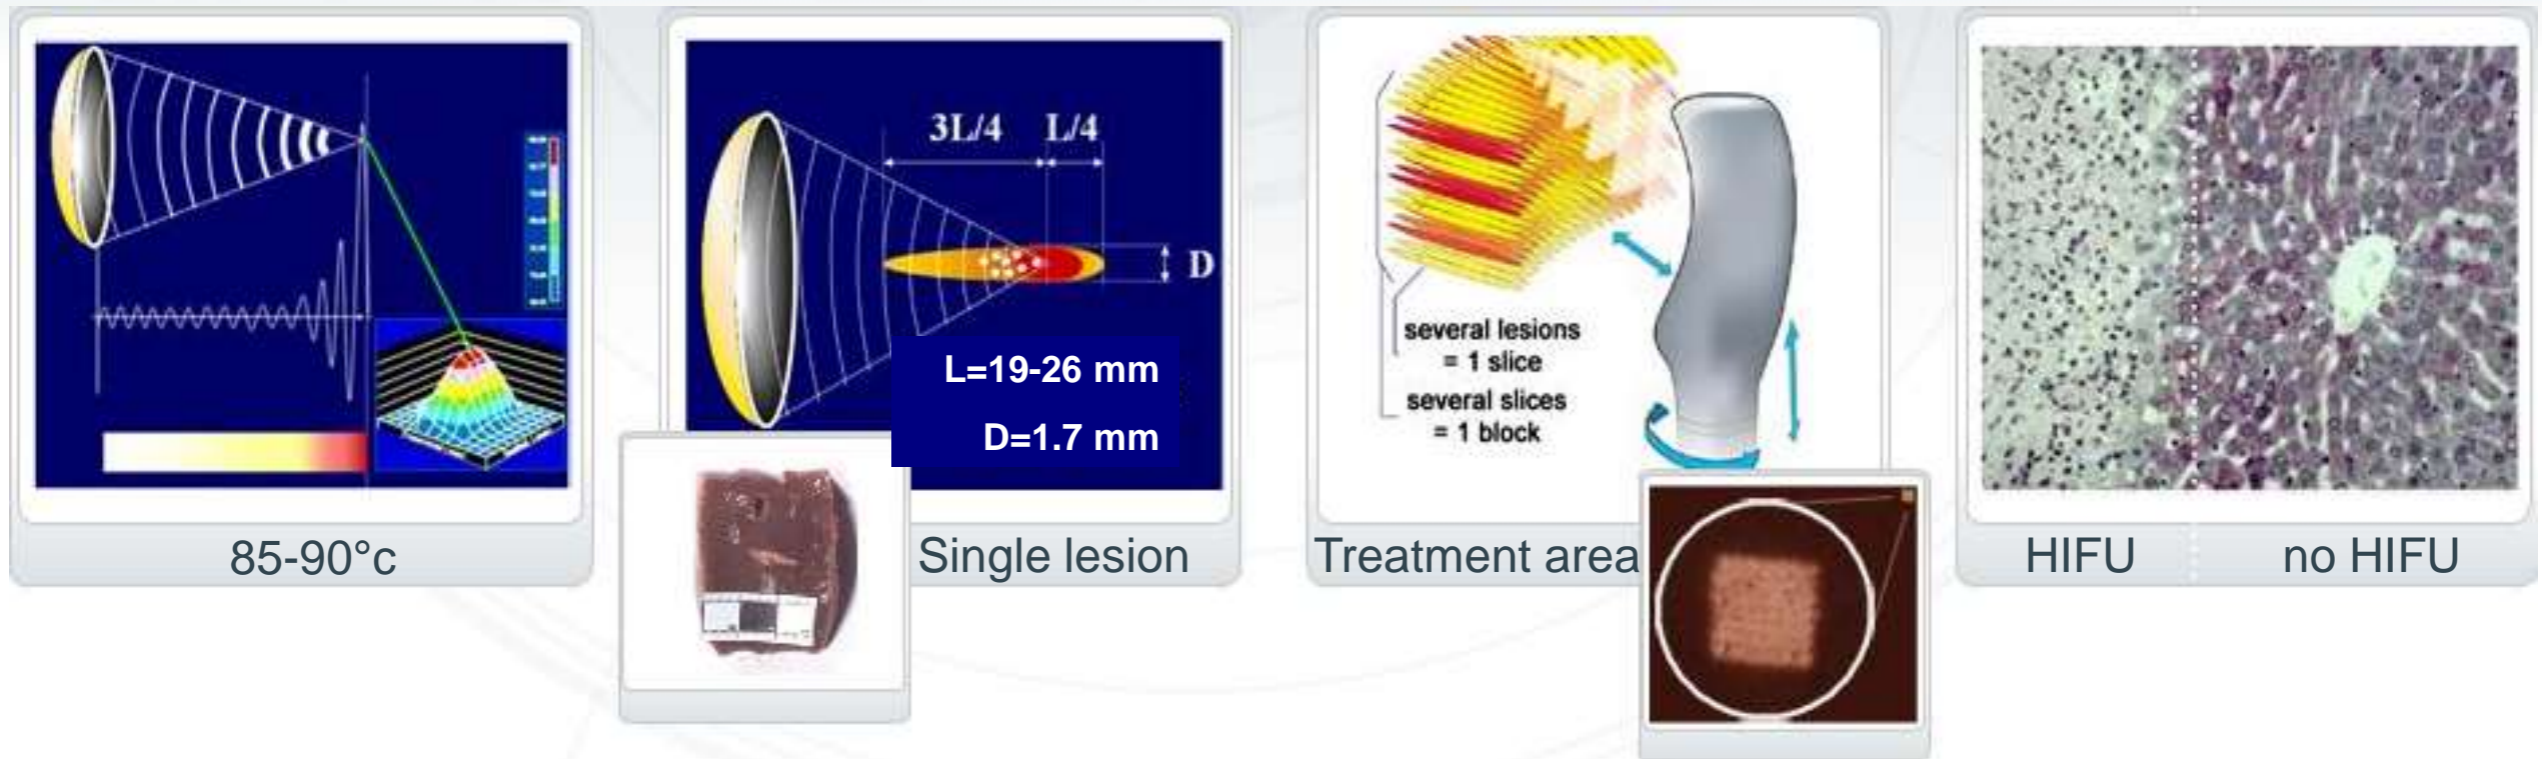 85-90°c
3L/4 L/4
D
L=19-26 mm
D=1.7 mm
Single lesion
several lesions
= 1 slice
several slices
= 1 block
Treatment area
HIFU
no HIFU